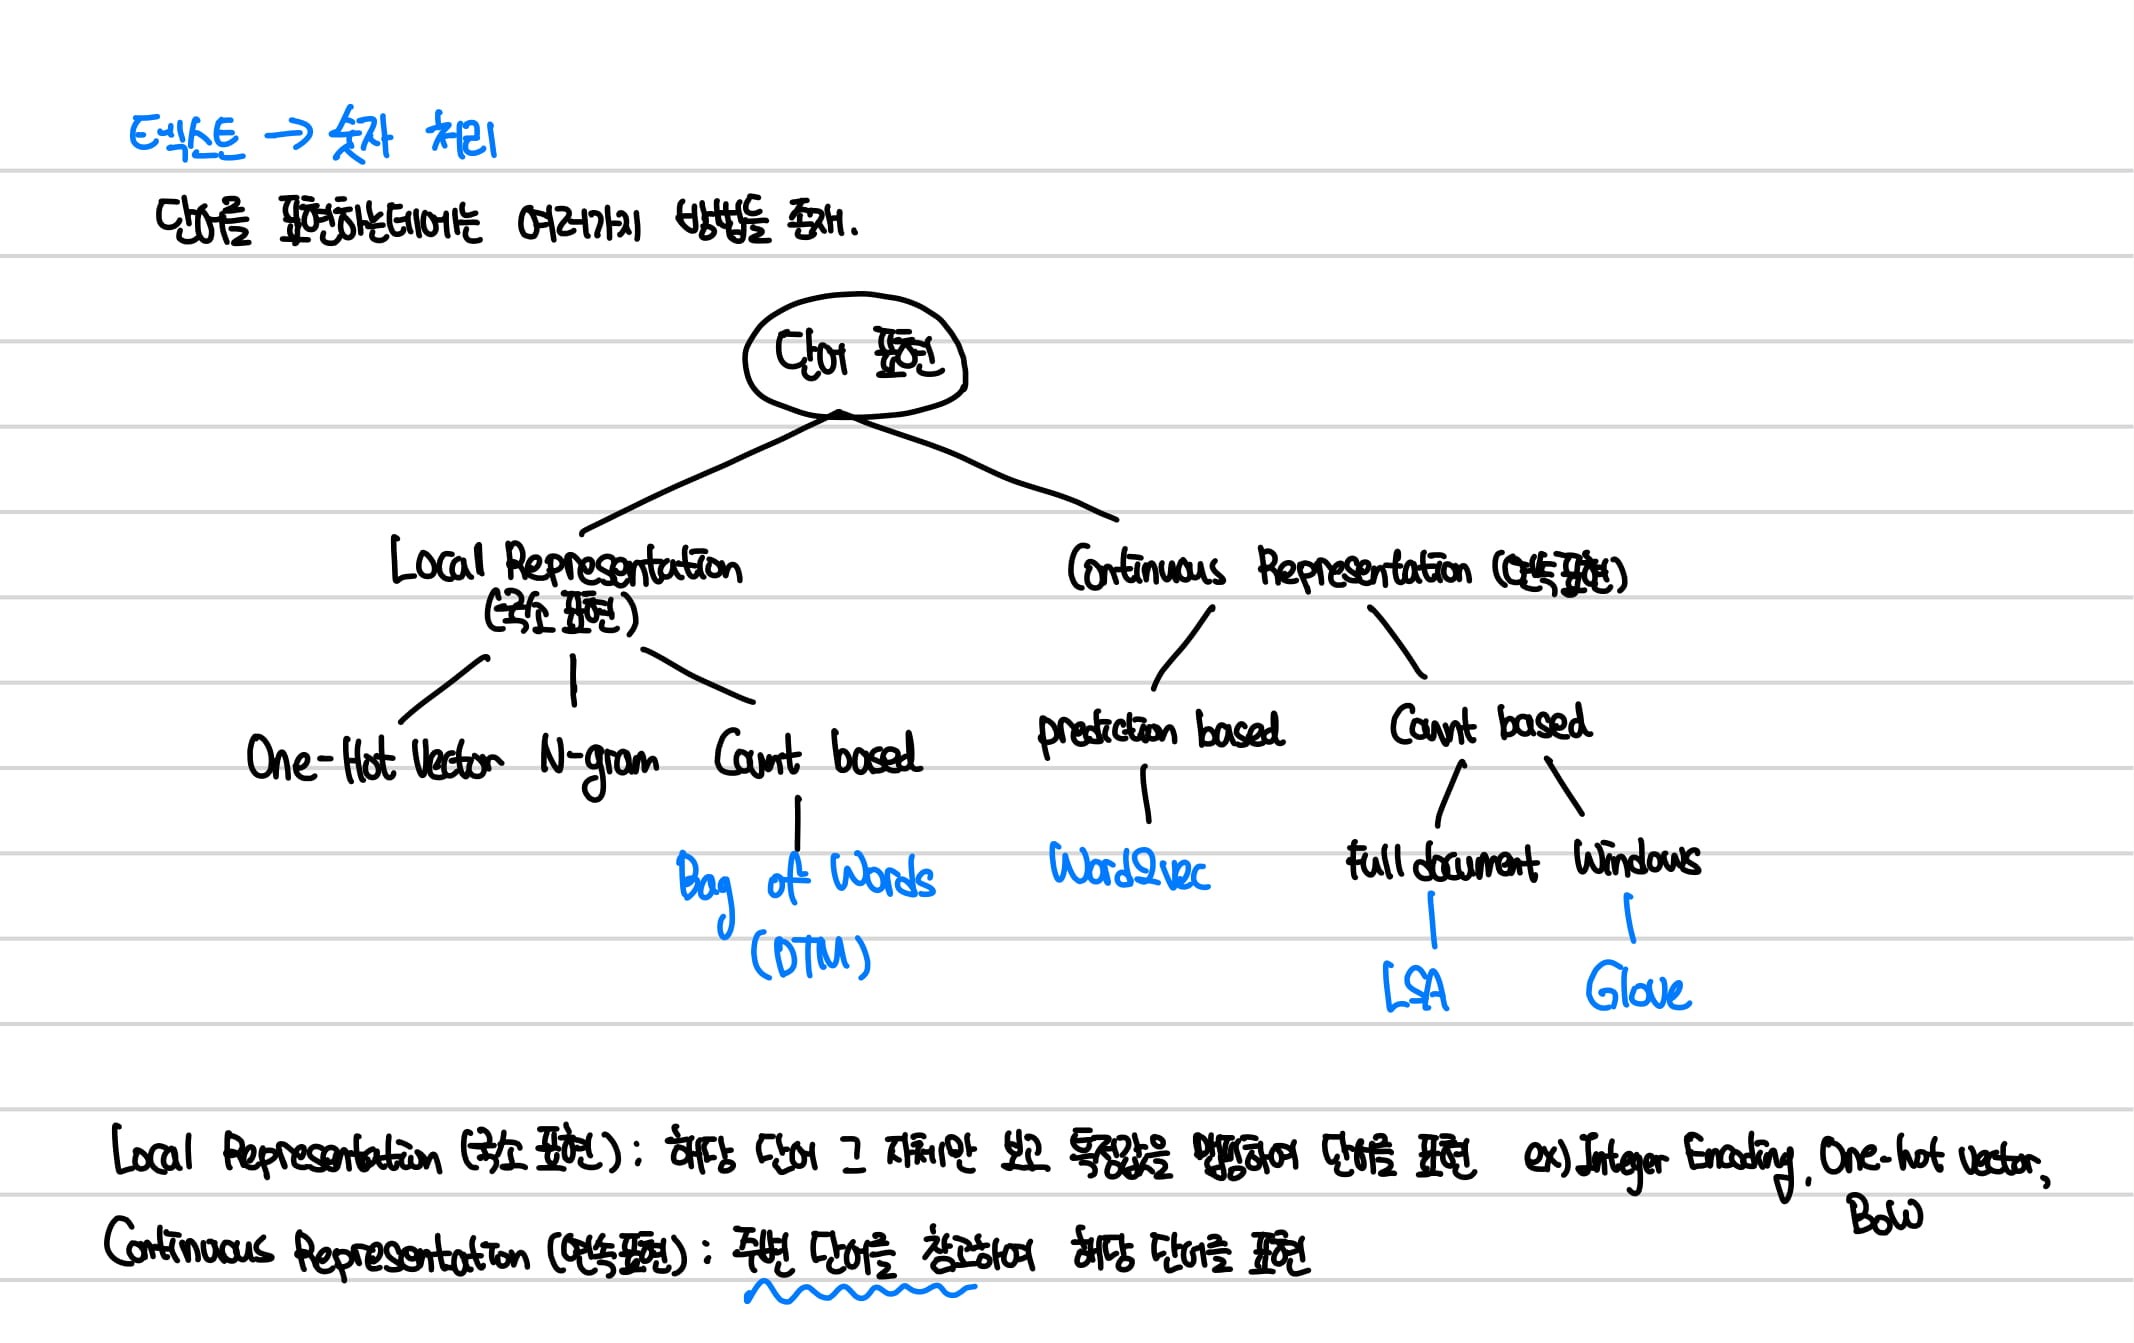 텍스트 → 숫자 처리
단어를 표현하는데에는 여러가지 방법들 존재.
단어 표현
Local Representation
(국소 표현)
Continuous Representation (연속표현)
One-Hot Vector N-gram Count based
prediction based Count based
Bag of Words
(DTM)
Word2vec
Full document Windows
LSA Glove
Local Representation (국소 표현) : 해당 단어 그 자체만 보고 특정값을 맵핑하여 단어를 표현 ex) Integer Encoding, One-hot vector,
BoW
Continuous Representation (연속표현) : 주변 단어를 참고하여 해당 단어를 표현